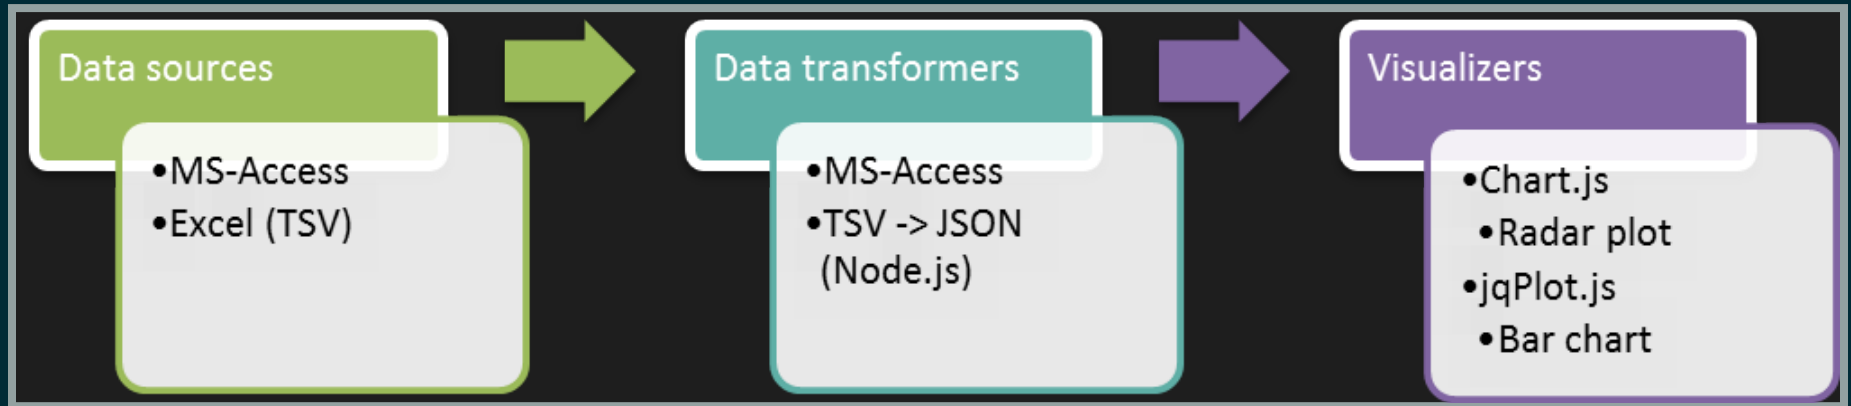 Data sources
•MS-Access
•Excel (TSV)
Data transformers
•MS-Access
•TSV -> JSON
(Node.js)
Visualizers
•Chart.js
•Radar plot
•jqPlot.js
•Bar chart